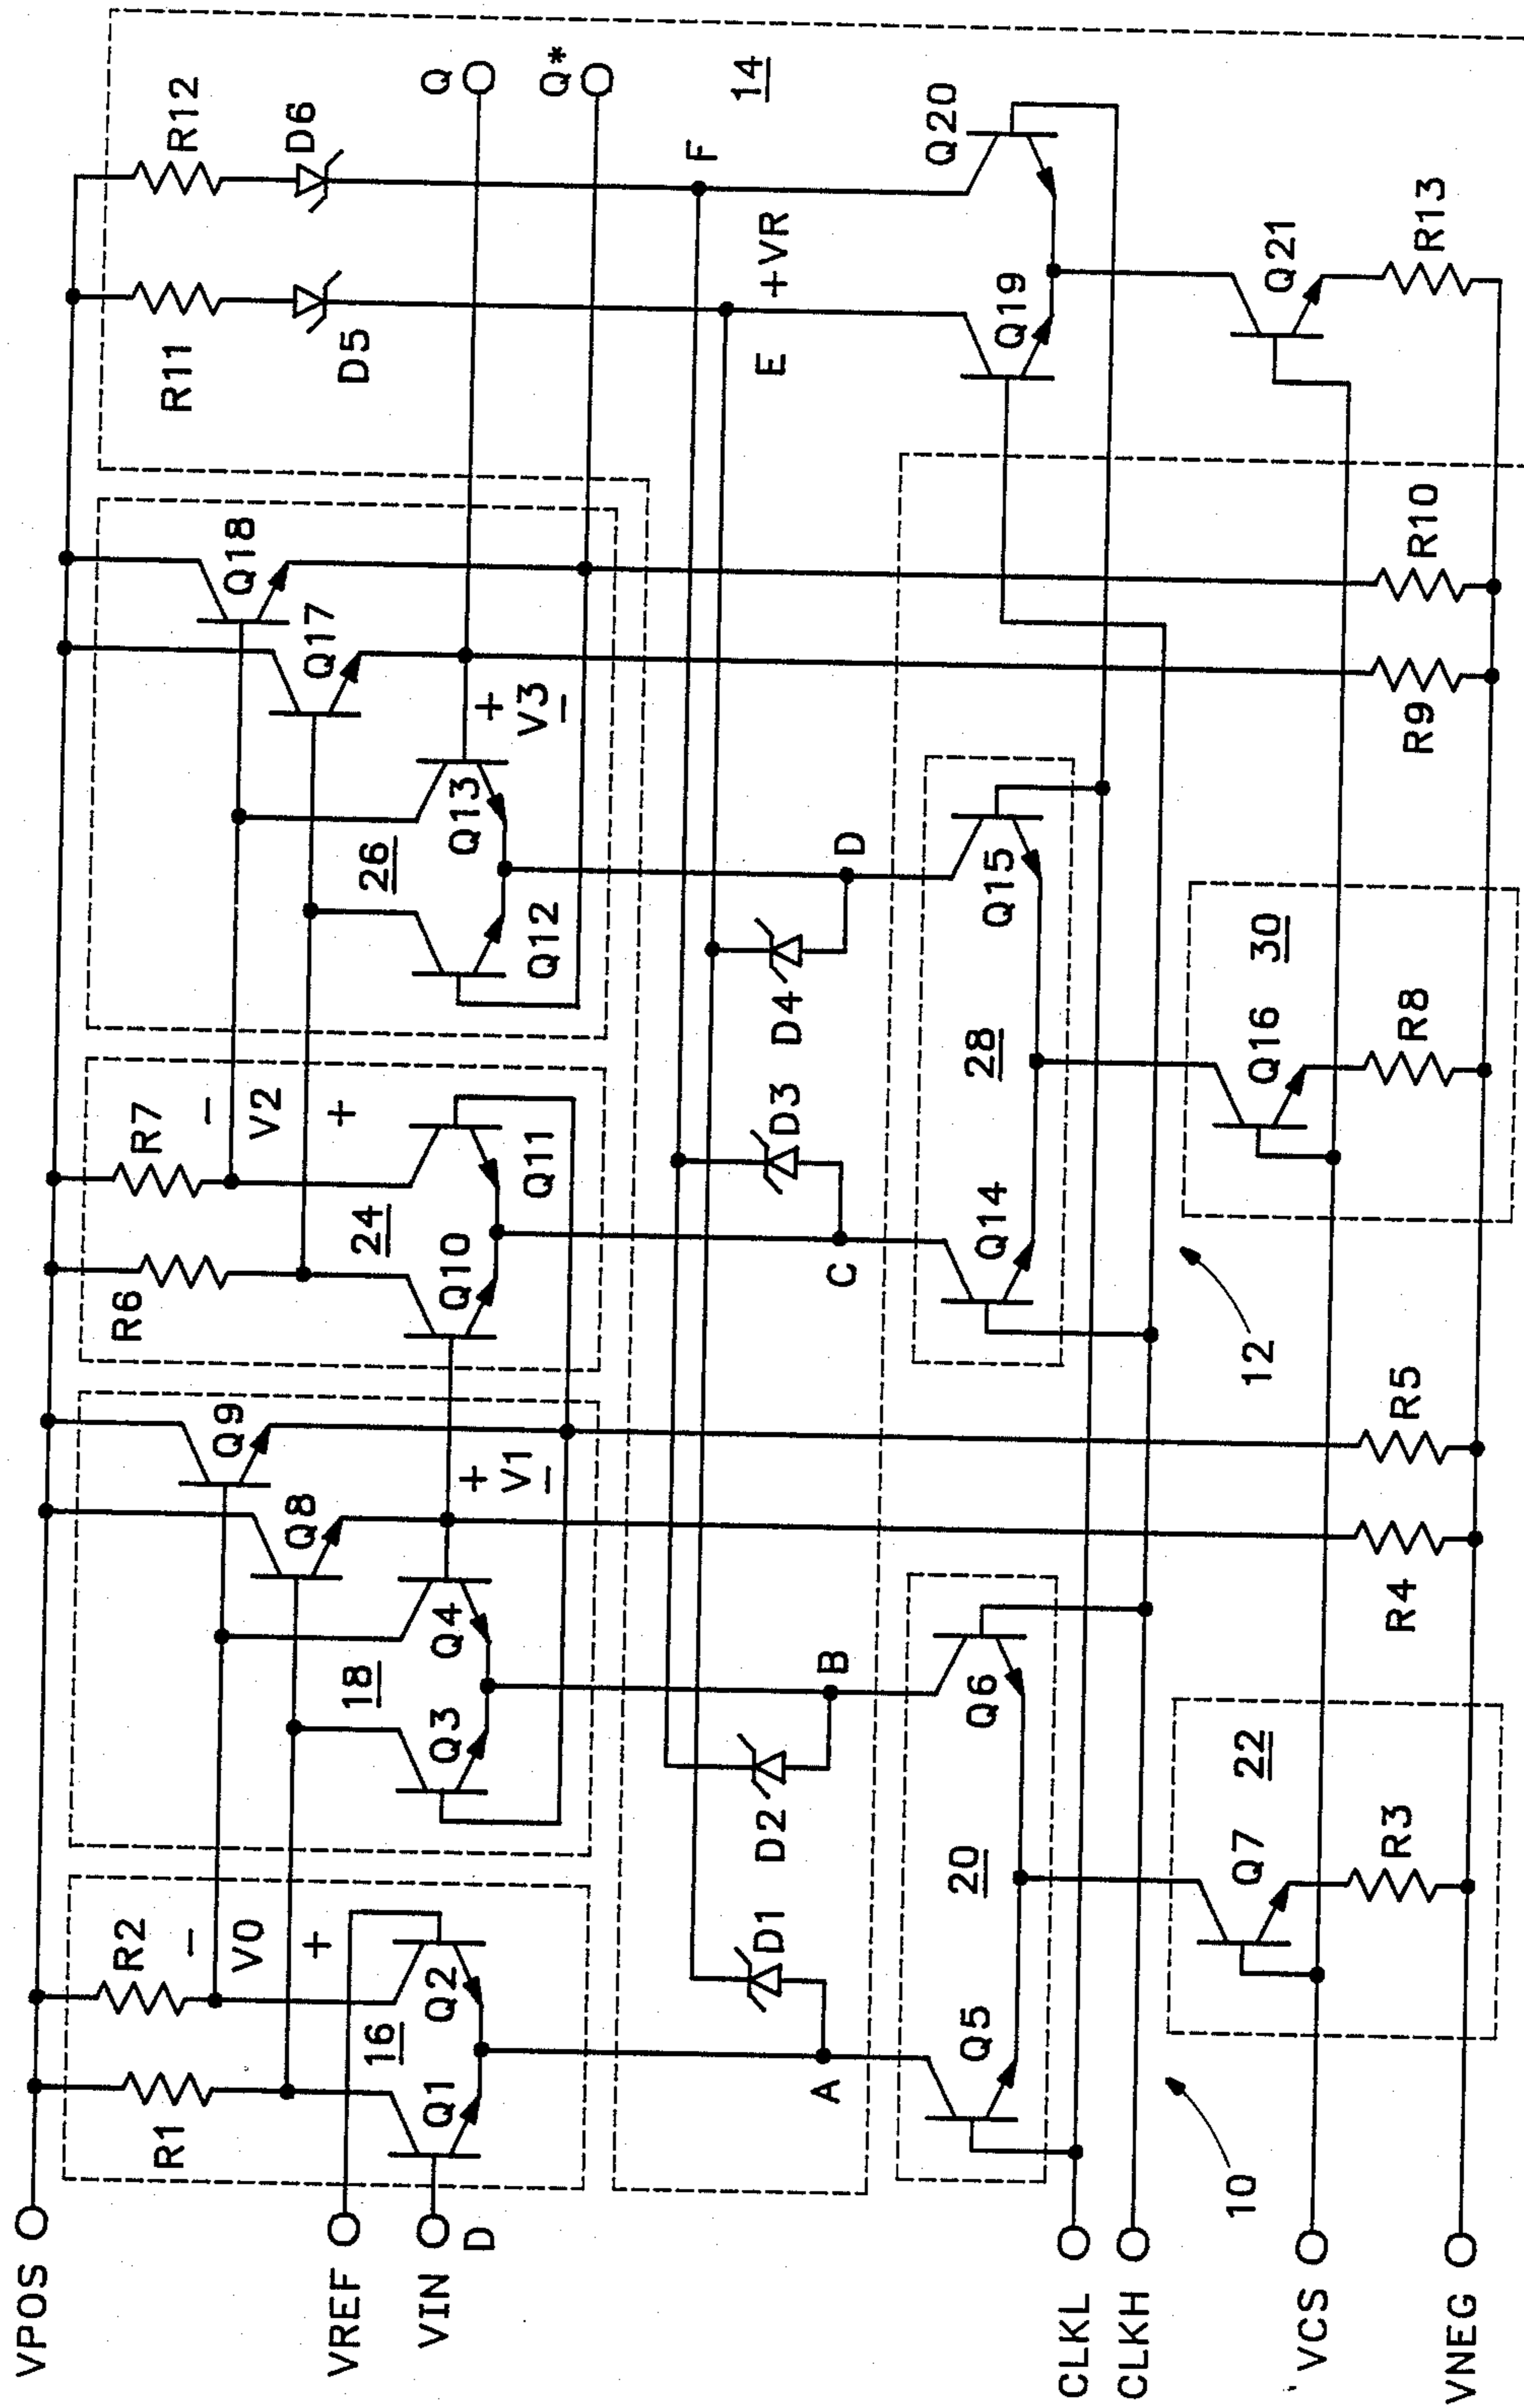 VPOS
VREF
VIN
D
CLKL
CLKH
VCS
VNEG
R1
R2
−
V0
+
16
Q1
Q2
A
D1
Q5
20
10
Q7
22
R3
Q3
18
Q4
Q8
Q9
+
V1
−
D2
B
Q6
R4
R5
R6
R7
−
V2
+
24
Q10
Q11
C
D3
Q14
28
12
Q16
30
R8
Q12
26
Q13
Q17
Q18
+
V3
−
D4
D
Q15
R9
R10
R11
R12
D5
D6
Q
Q*
14
E
+VR
F
Q19
Q20
Q21
R13